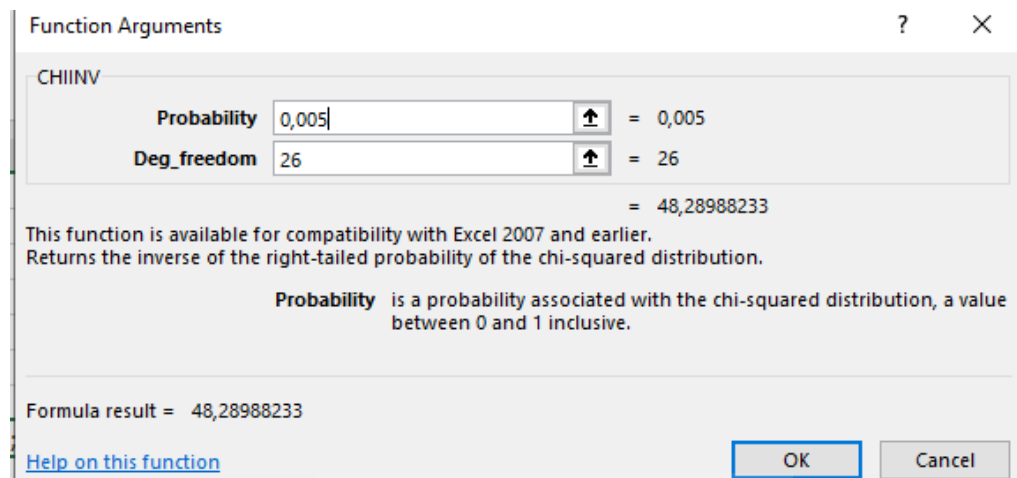 Function Arguments ? ×
CHIINV
Probability 0,005 = 0,005
Deg_freedom 26 = 26
= 48,28988233
This function is available for compatibility with Excel 2007 and earlier.
Returns the inverse of the right-tailed probability of the chi-squared distribution.
Probability is a probability associated with the chi-squared distribution, a value
between 0 and 1 inclusive.
Formula result = 48,28988233
Help on this function OK Cancel